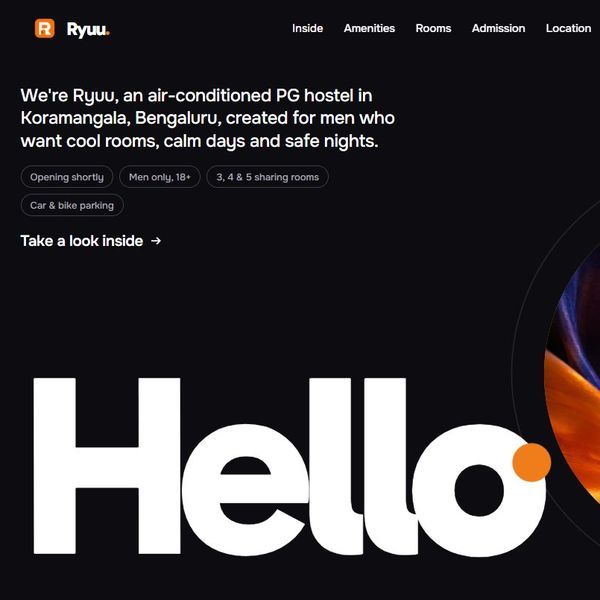 R Ryuu.
Inside Amenities Rooms Admission Location
We're Ryuu, an air-conditioned PG hostel in
Koramangala, Bengaluru, created for men who
want cool rooms, calm days and safe nights.
Opening shortly Men only, 18+ 3, 4 & 5 sharing rooms
Car & bike parking
Take a look inside →
Hello